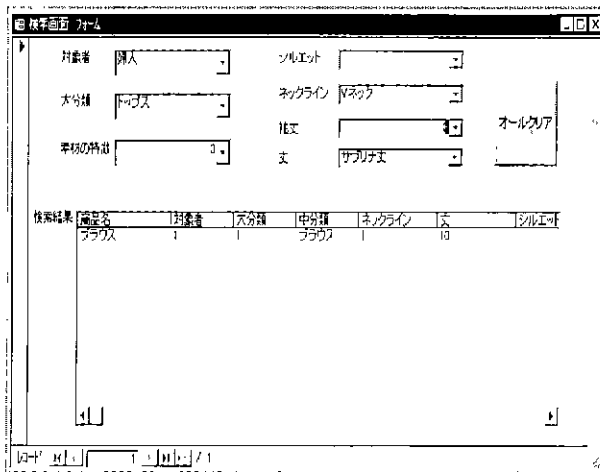 検索画面 フォーム
対象者 婦人
大分類 トップス
素材の特徴 3
シルエット
ネックライン Vネック
袖丈
丈 サブリナ丈
オールクリア
検索結果
商品名 対象者 大分類 中分類 ネックライン 丈 シルエット
ブラウス 1 1 ブラウス 1 10
レコード 1 / 1